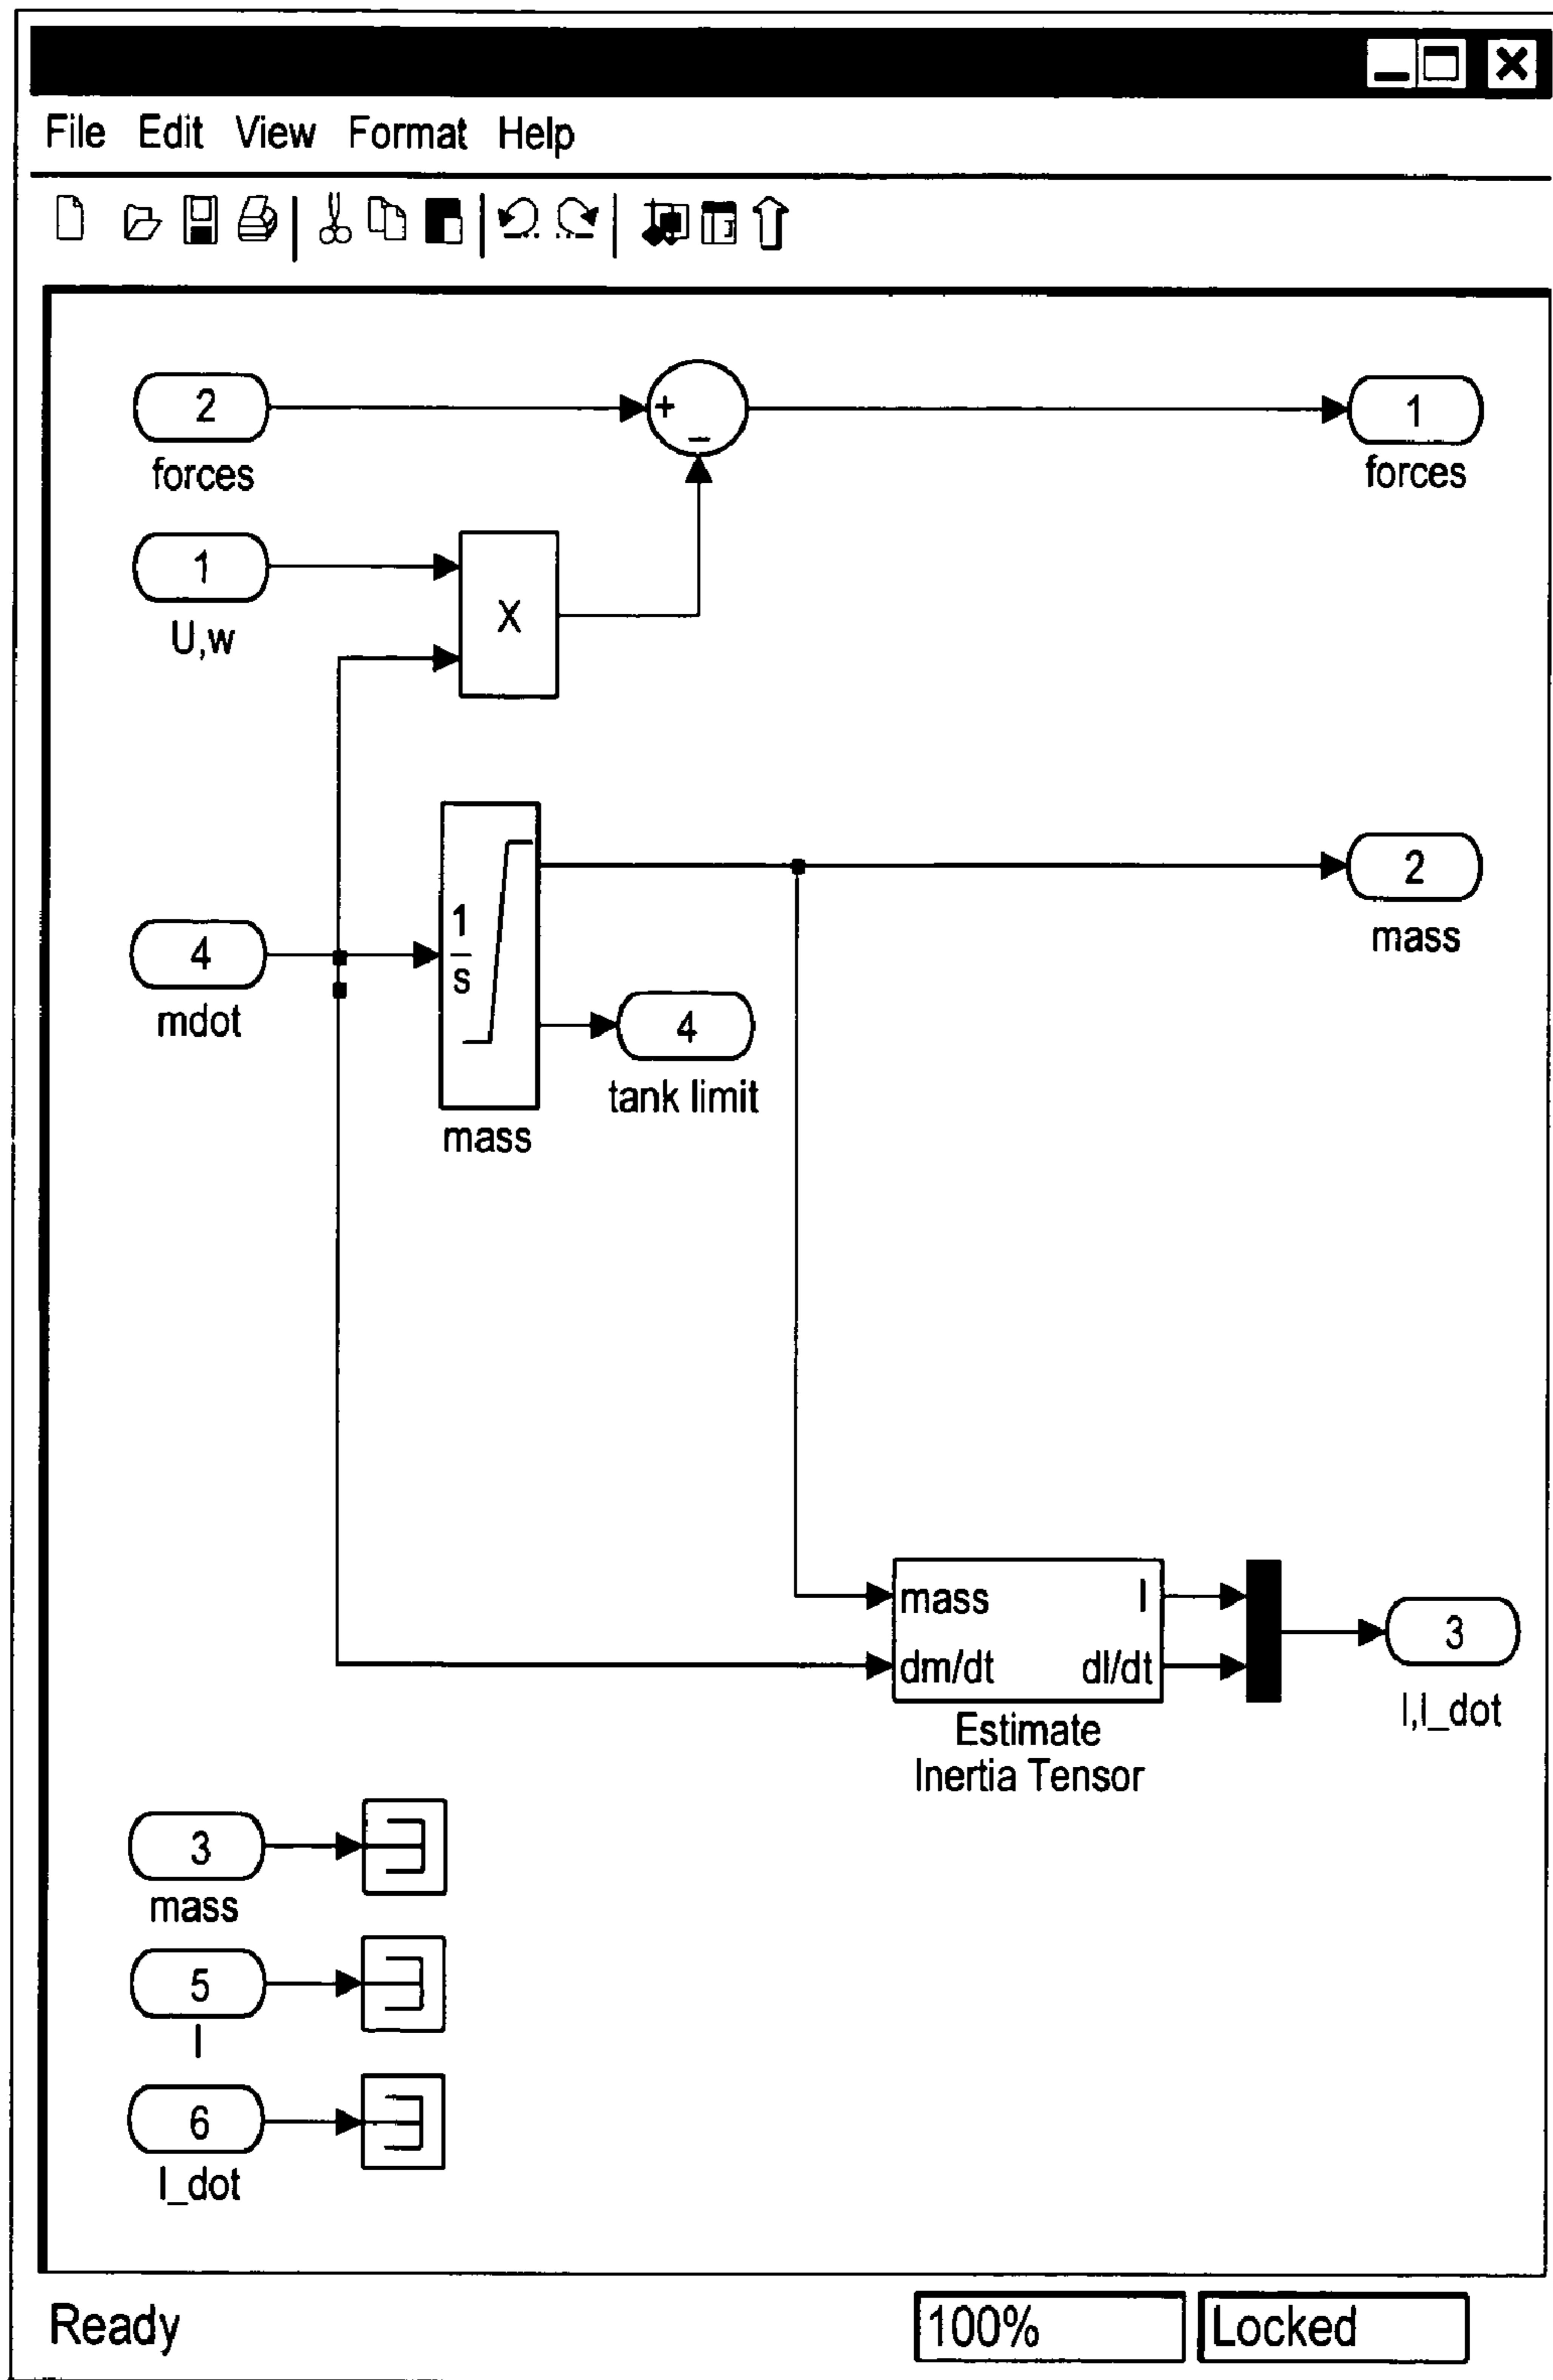 File Edit View Format Help
2
forces
+
−
1
forces
1
U,w
X
2
mass
4
mdot
1
s
mass
4
tank limit
mass I
dm/dt dI/dt
Estimate
Inertia Tensor
3
I,I_dot
3
mass
5
I
6
I_dot
Ready 100% Locked